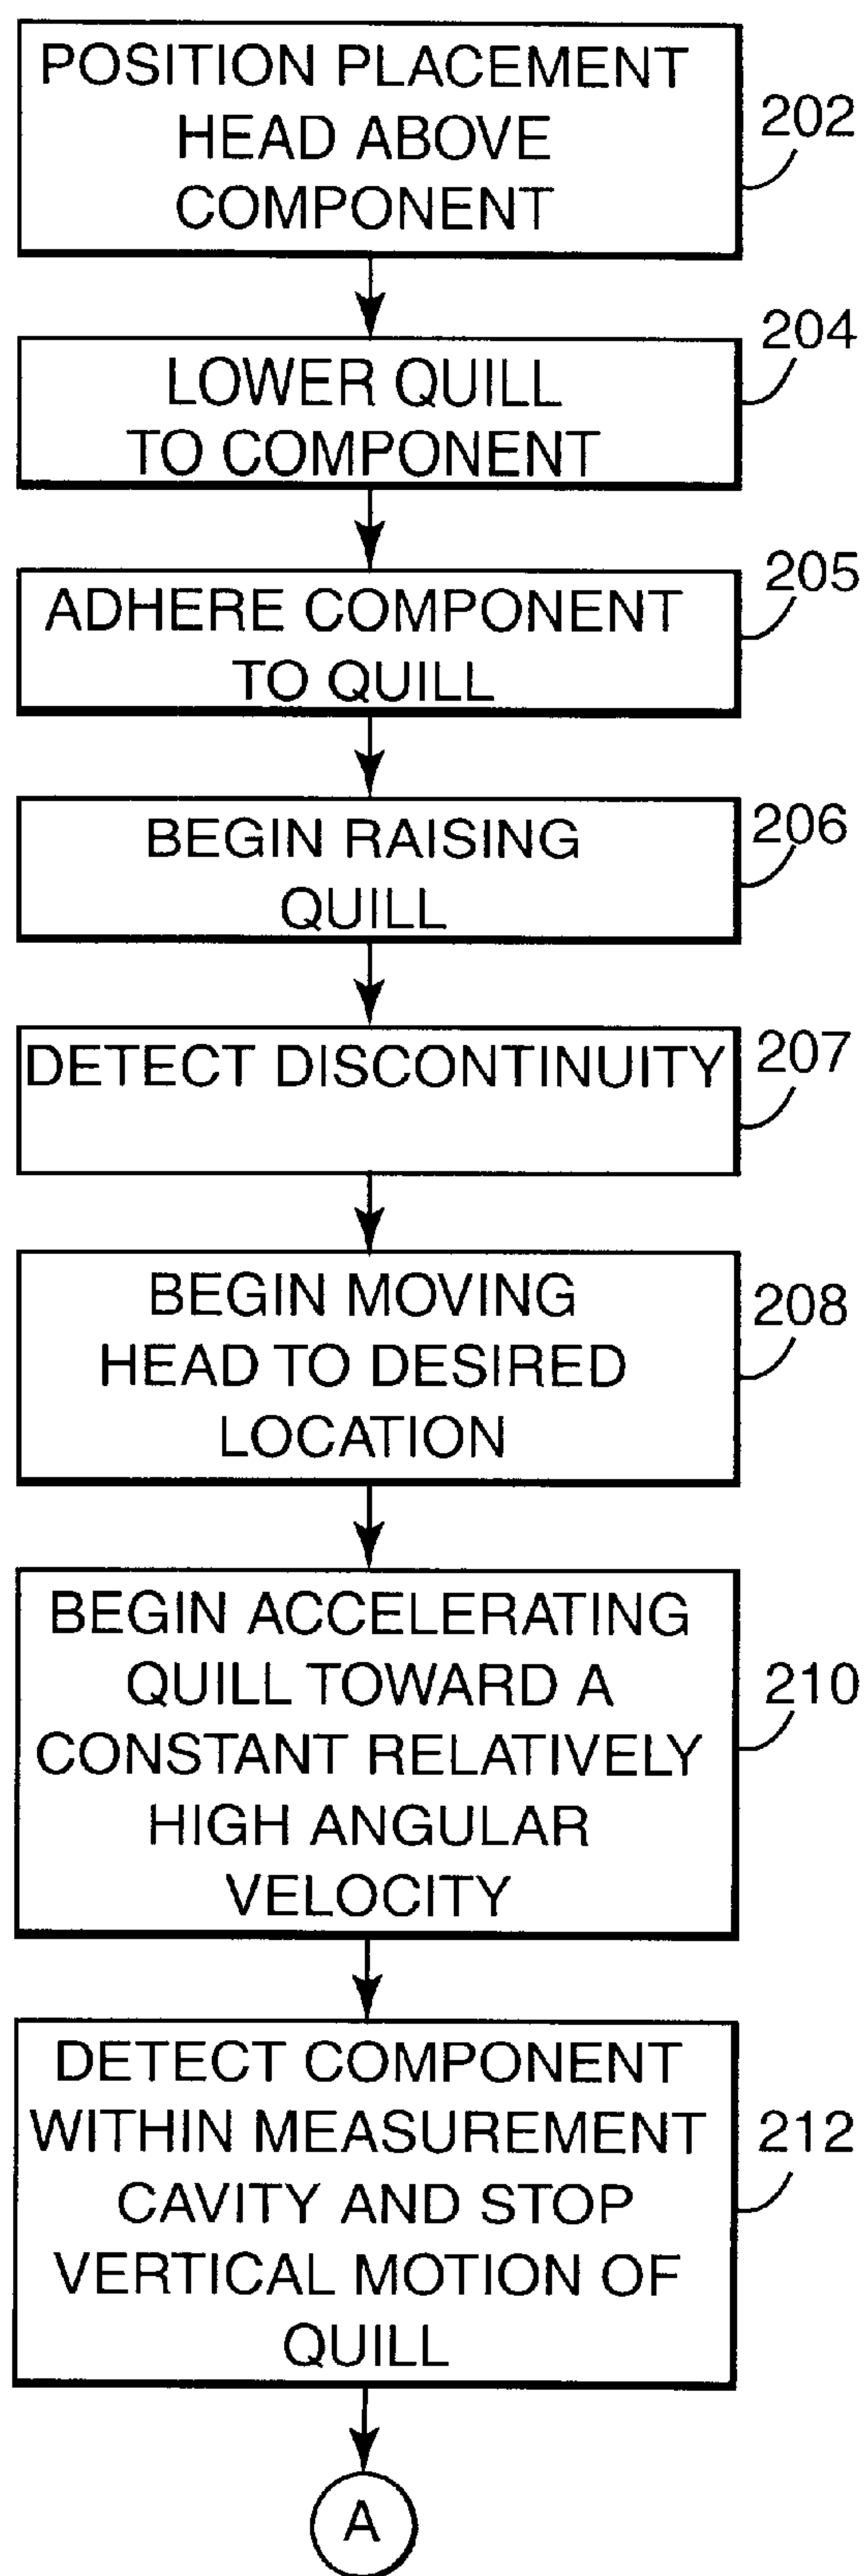 POSITION PLACEMENT
HEAD ABOVE
COMPONENT
202
LOWER QUILL
TO COMPONENT
204
ADHERE COMPONENT
TO QUILL
205
BEGIN RAISING
QUILL
206
DETECT DISCONTINUITY
207
BEGIN MOVING
HEAD TO DESIRED
LOCATION
208
BEGIN ACCELERATING
QUILL TOWARD A
CONSTANT RELATIVELY
HIGH ANGULAR
VELOCITY
210
DETECT COMPONENT
WITHIN MEASUREMENT
CAVITY AND STOP
VERTICAL MOTION OF
QUILL
212
A